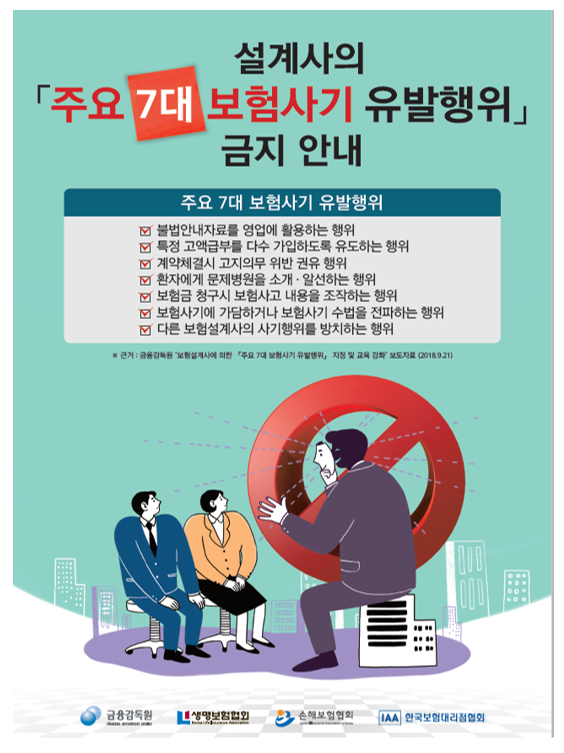 설계사의
「주요 7대 보험사기 유발행위」
금지 안내
주요 7대 보험사기 유발행위
불법안내자료를 영업에 활용하는 행위
특정 고액급부를 다수 가입하도록 유도하는 행위
계약체결시 고지의무 위반 권유 행위
환자에게 문제병원을 소개 · 알선하는 행위
보험금 청구시 보험사고 내용을 조작하는 행위
보험사기에 가담하거나 보험사기 수법을 전파하는 행위
다른 보험설계사의 사기행위를 방치하는 행위
※ 근거 : 금융감독원 '보험설계사에 의한 「주요 7대 보험사기 유발행위」 지정 및 교육 강화' 보도자료 (2018.9.21)
금융감독원 생명보험협회 손해보험협회 IAA 한국보험대리점협회